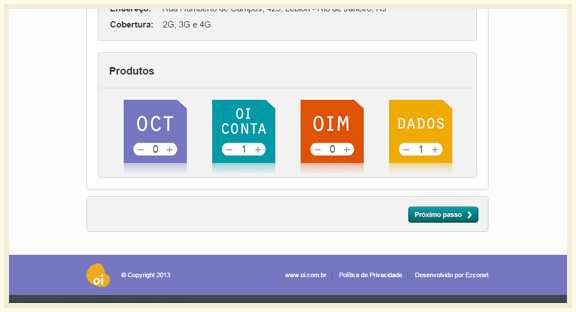 Endereço: Rua Humberto de Campos, 425, Leblon - Rio de Janeiro, RJ
Cobertura: 2G, 3G e 4G
Produtos
OCT
OI
CONTA
OIM
DADOS
− 0 +
− 1 +
− 0 +
− 1 +
Próximo passo
oi
© Copyright 2013
www.oi.com.br
Política de Privacidade
Desenvolvido por Ezconet